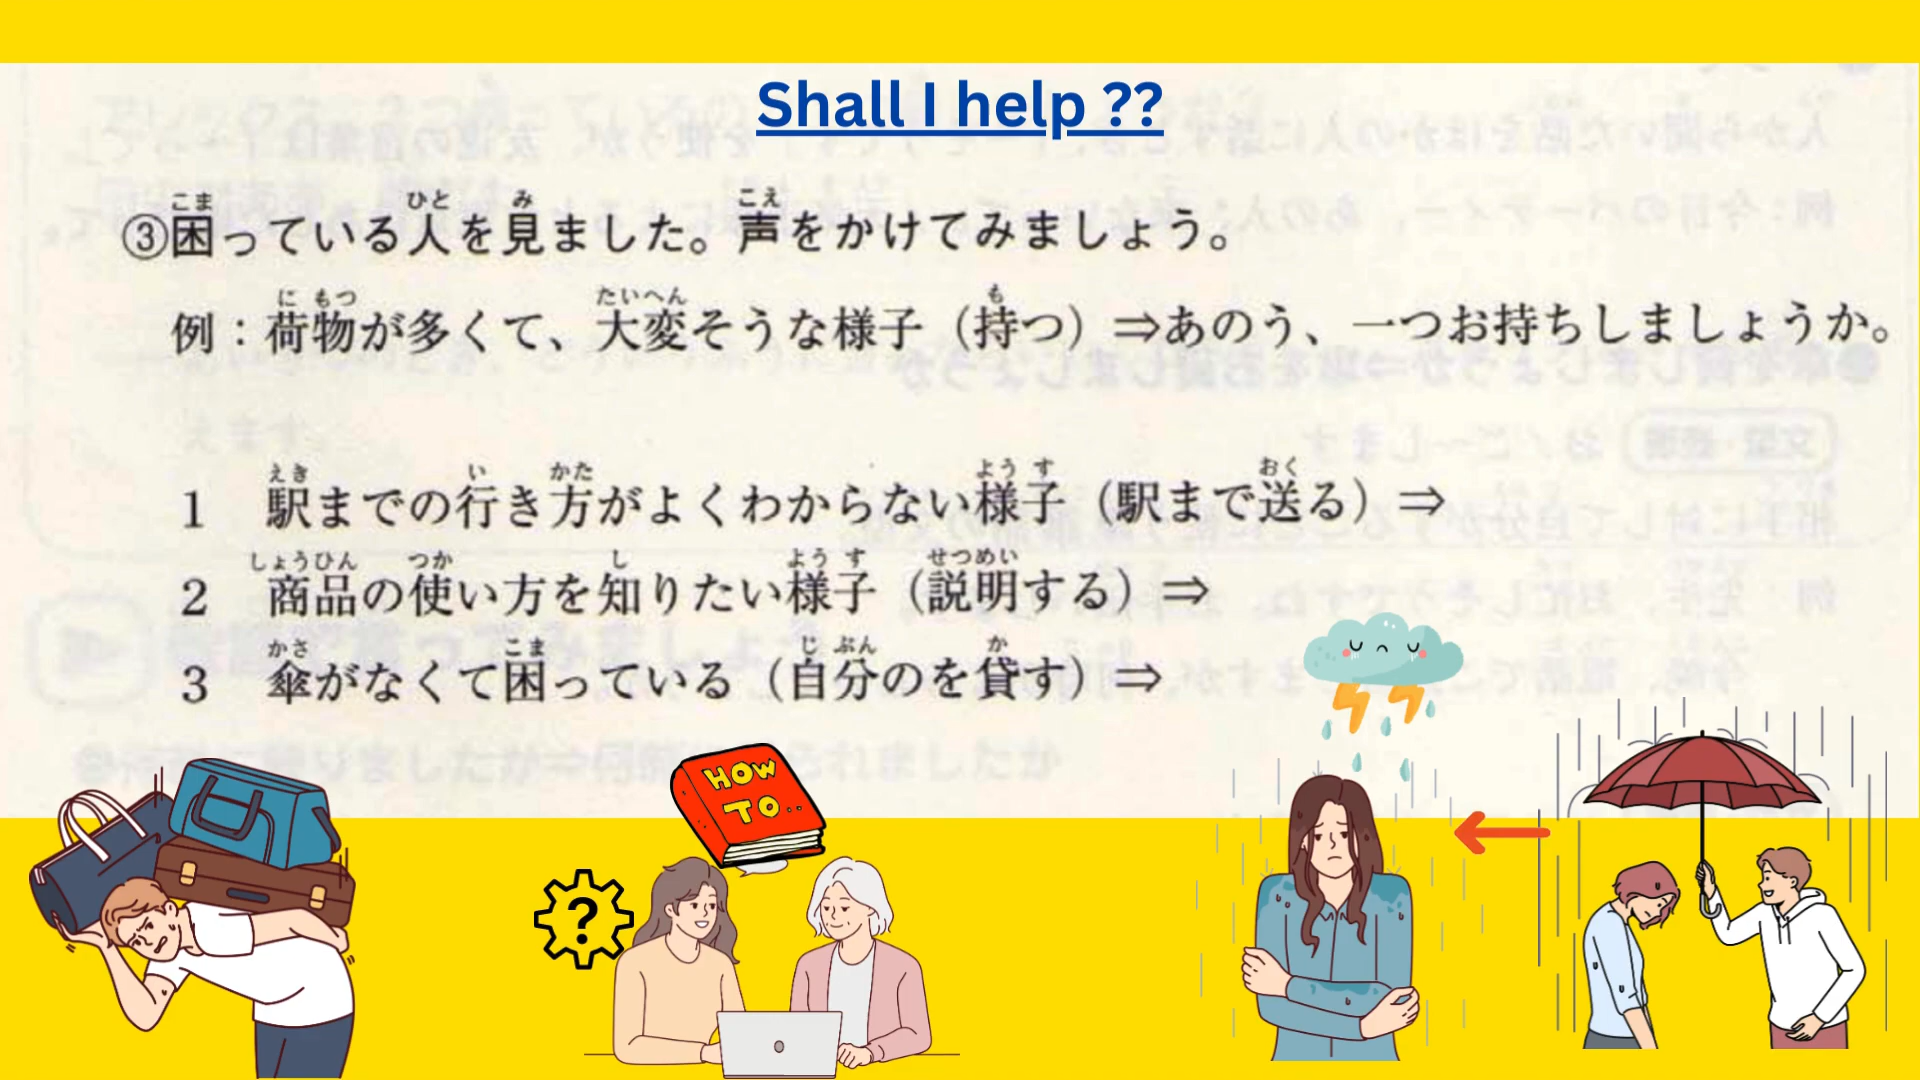 Shall I help ??
③困っている人を見ました。声をかけてみましょう。
例：荷物が多くて、大変そうな様子（持つ）⇒あのう、一つお持ちしましょうか。
1 駅までの行き方がよくわからない様子（駅まで送る）⇒
2 商品の使い方を知りたい様子（説明する）⇒
3 傘がなくて困っている（自分のを貸す）⇒
HOW
TO..
?